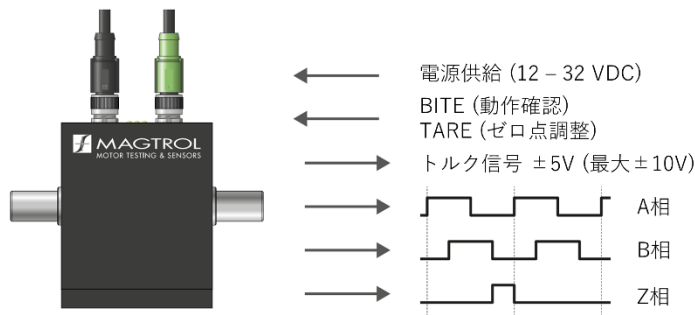 MAGTROL
MOTOR TESTING & SENSORS
電源供給 (12 – 32 VDC)
BITE (動作確認)
TARE (ゼロ点調整)
トルク信号 ±5V (最大±10V)
A相
B相
Z相